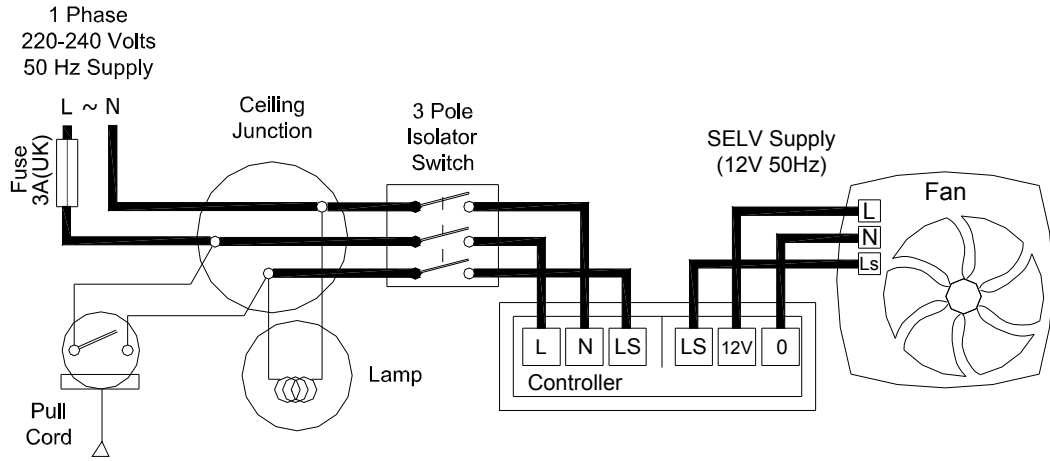 1 Phase
220-240 Volts
50 Hz Supply
L ~ N
Fuse
3A(UK)
Ceiling
Junction
3 Pole
Isolator
Switch
SELV Supply
(12V 50Hz)
Fan
L
N
Ls
L N LS LS 12V 0
Controller
Lamp
Pull
Cord